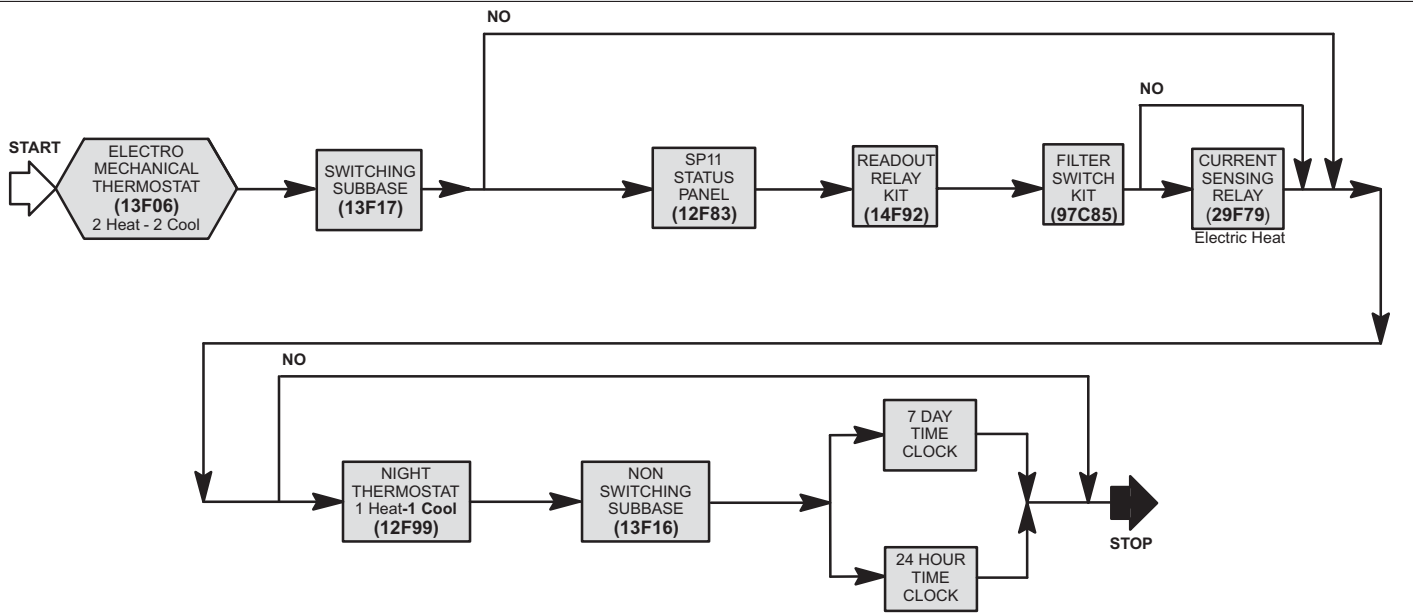 NO
START
ELECTRO
MECHANICAL
THERMOSTAT
(13F06)
2 Heat - 2 Cool
SWITCHING
SUBBASE
(13F17)
SP11
STATUS
PANEL
(12F83)
READOUT
RELAY
KIT
(14F92)
FILTER
SWITCH
KIT
(97C85)
NO
CURRENT
SENSING
RELAY
(29F79)
Electric Heat
NO
NIGHT
THERMOSTAT
1 Heat-1 Cool
(12F99)
NON
SWITCHING
SUBBASE
(13F16)
7 DAY
TIME
CLOCK
24 HOUR
TIME
CLOCK
STOP